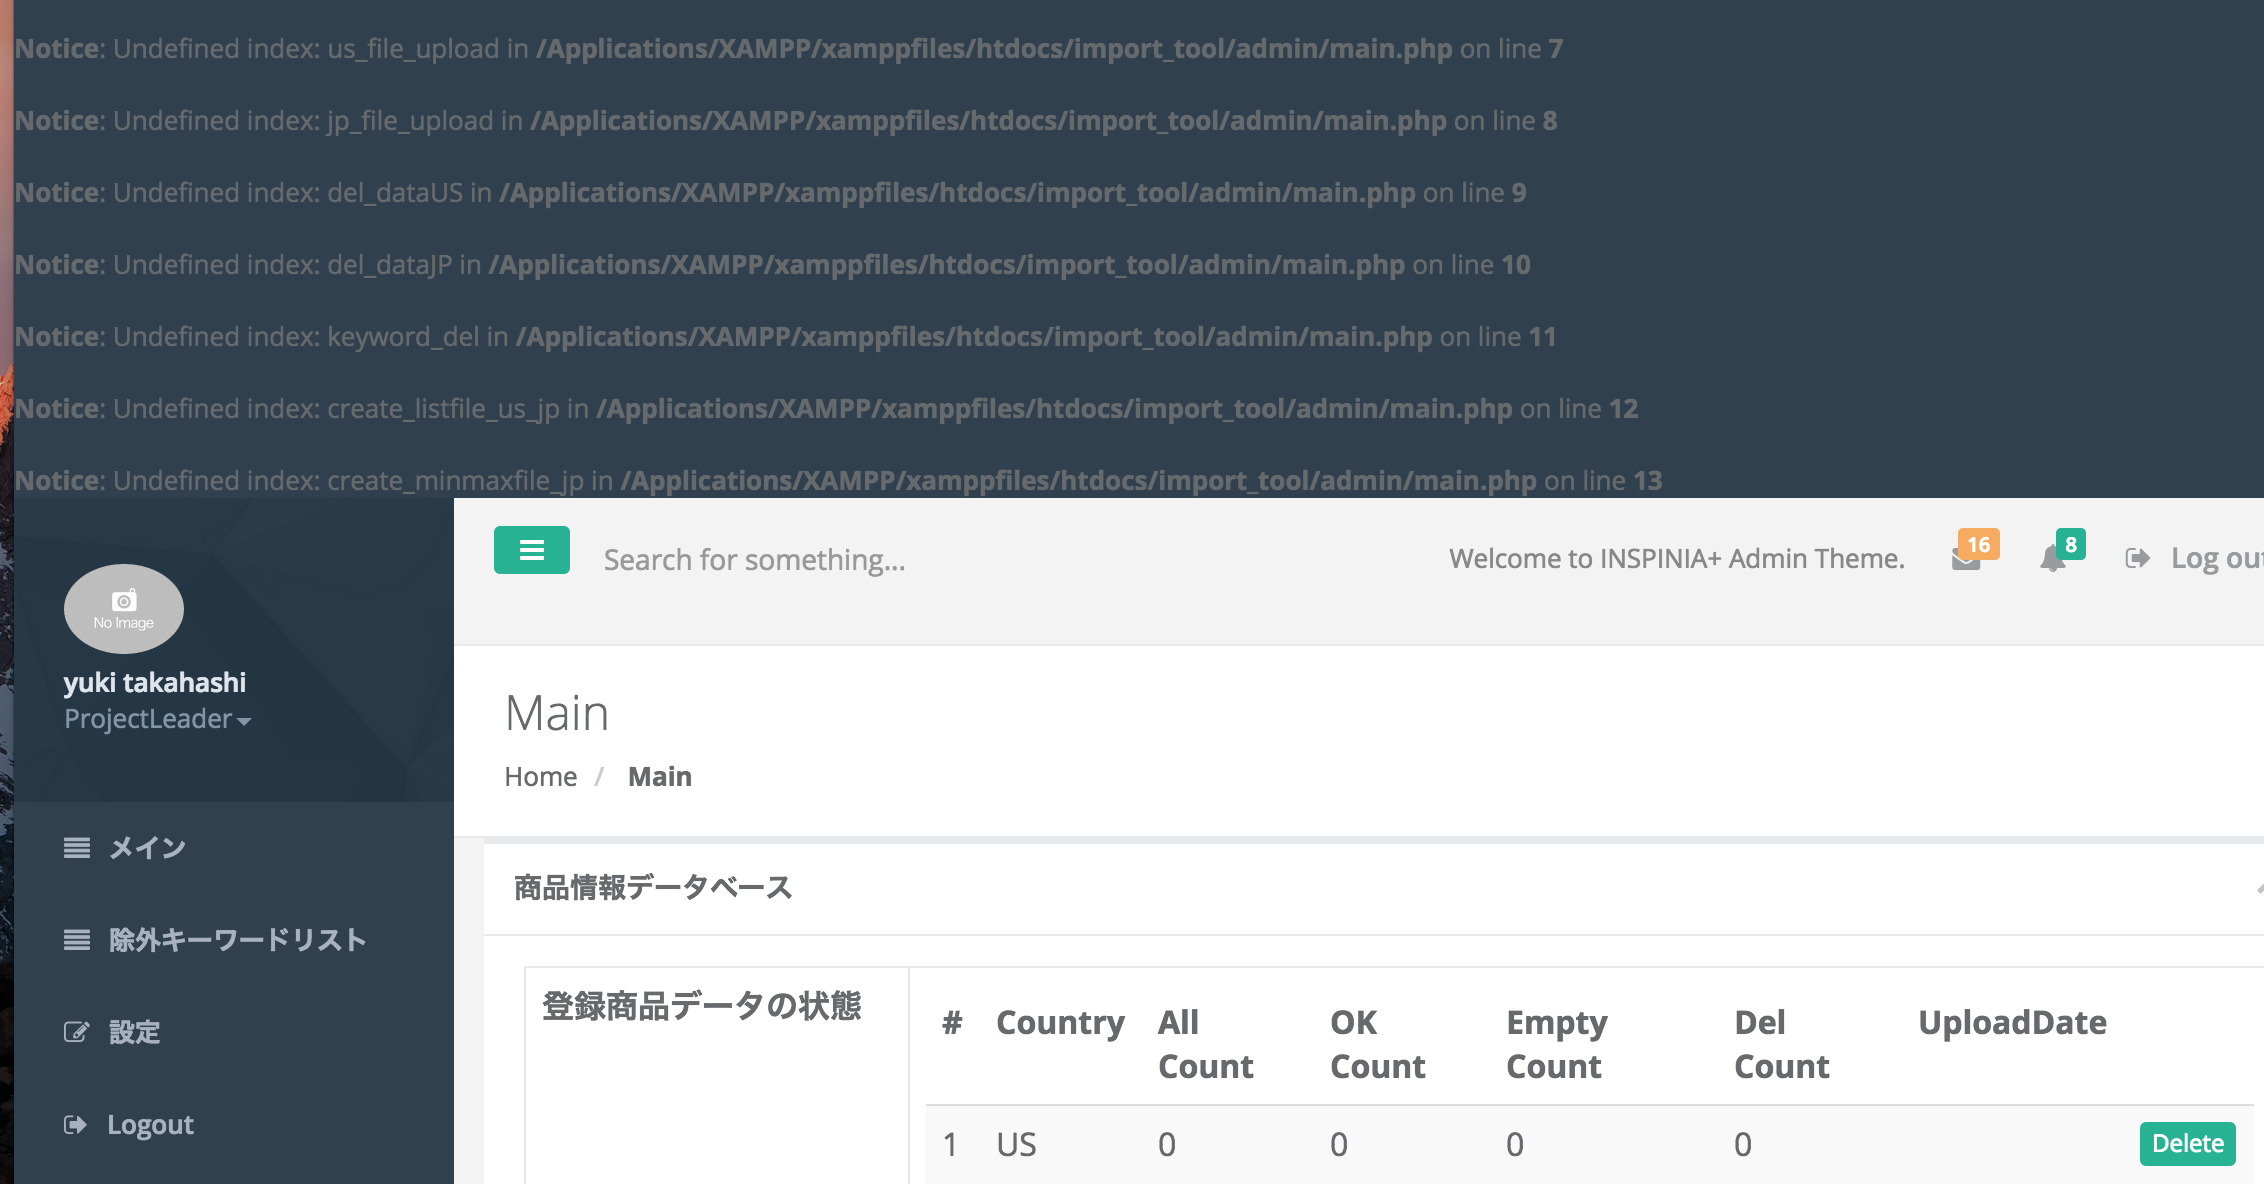 Notice: Undefined index: us_file_upload in /Applications/XAMPP/xamppfiles/htdocs/import_tool/admin/main.php on line 7
Notice: Undefined index: jp_file_upload in /Applications/XAMPP/xamppfiles/htdocs/import_tool/admin/main.php on line 8
Notice: Undefined index: del_dataUS in /Applications/XAMPP/xamppfiles/htdocs/import_tool/admin/main.php on line 9
Notice: Undefined index: del_dataJP in /Applications/XAMPP/xamppfiles/htdocs/import_tool/admin/main.php on line 10
Notice: Undefined index: keyword_del in /Applications/XAMPP/xamppfiles/htdocs/import_tool/admin/main.php on line 11
Notice: Undefined index: create_listfile_us_jp in /Applications/XAMPP/xamppfiles/htdocs/import_tool/admin/main.php on line 12
Notice: Undefined index: create_minmaxfile_jp in /Applications/XAMPP/xamppfiles/htdocs/import_tool/admin/main.php on line 13
No Image
yuki takahashi
ProjectLeader
メイン
除外キーワードリスト
設定
Logout
Search for something...
Welcome to INSPINIA+ Admin Theme.
16
8
Log out
Main
Home / Main
商品情報データベース
登録商品データの状態
# Country All Count OK Count Empty Count Del Count UploadDate
1 US 0 0 0 0 Delete